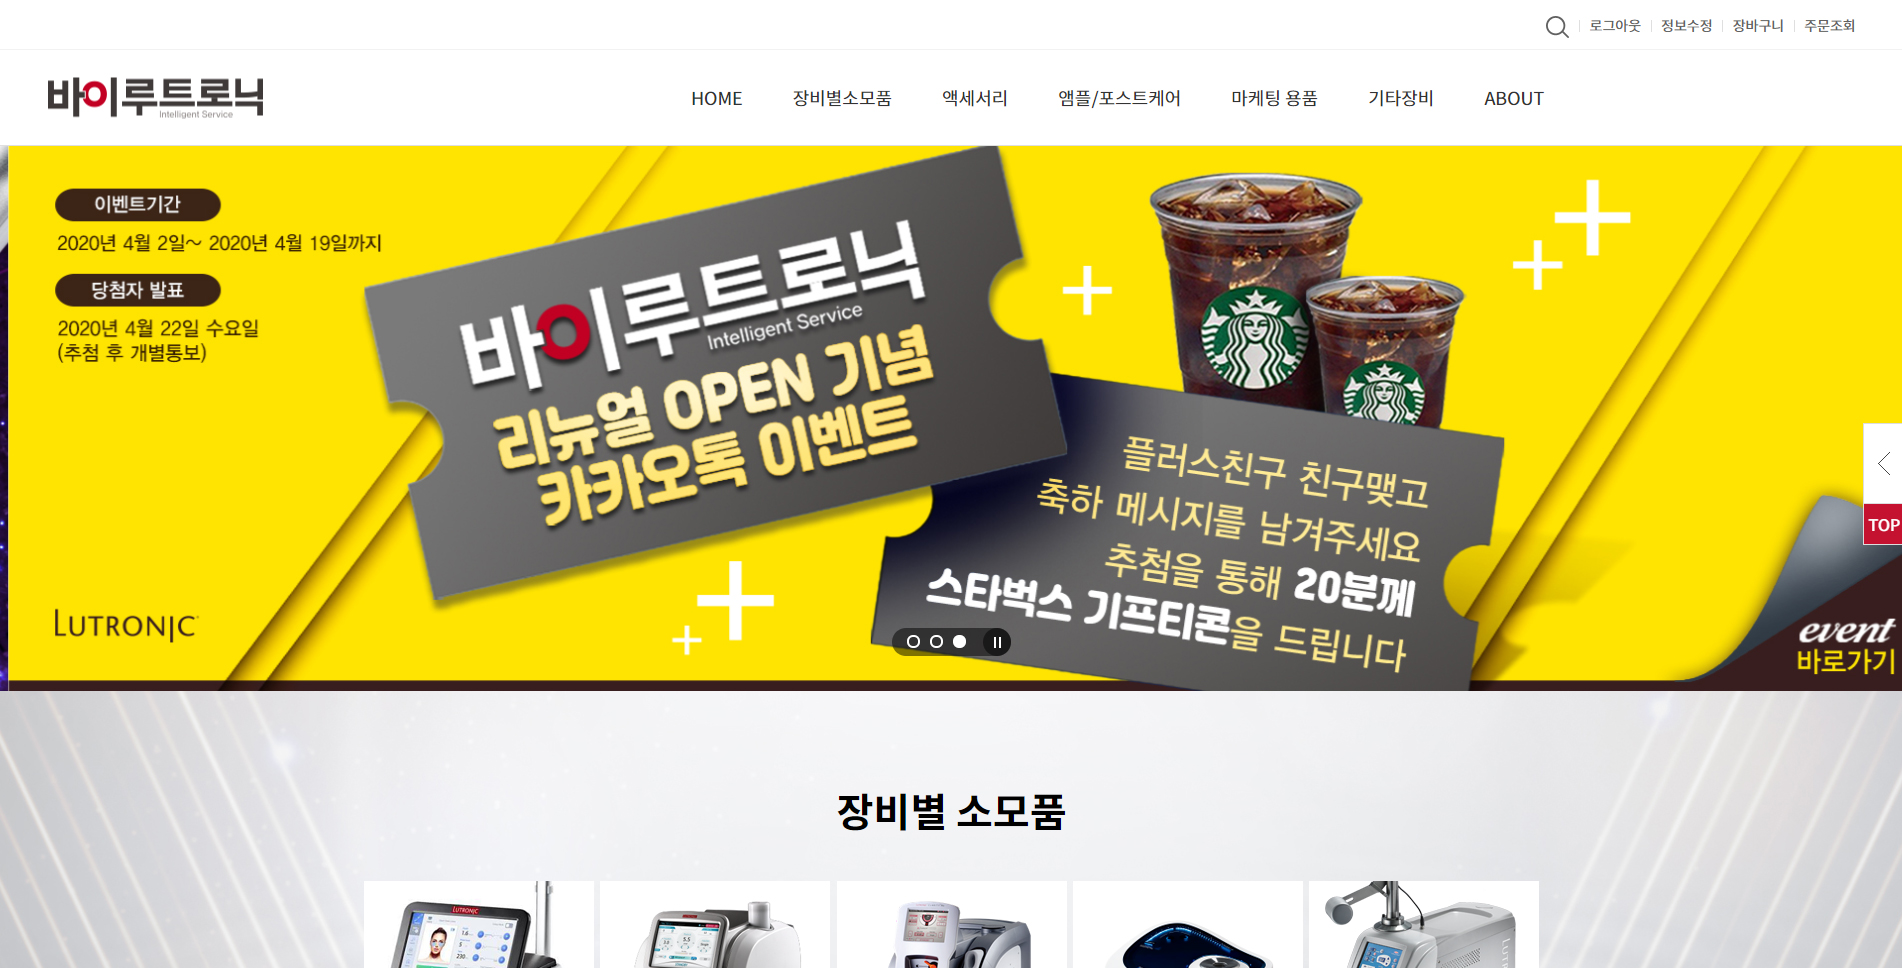 로그아웃 정보수정 장바구니 주문조회
바이루트로닉
Intelligent Service
HOME 장비별소모품 액세서리 앰플/포스트케어 마케팅 용품 기타장비 ABOUT
이벤트기간
2020년 4월 2일~ 2020년 4월 19일까지
당첨자 발표
2020년 4월 22일 수요일
(추첨 후 개별통보)
바이루트로닉
Intelligent Service
리뉴얼 OPEN 기념
카카오톡 이벤트
플러스친구 친구맺고
축하 메시지를 남겨주세요
추첨을 통해 20분께
스타벅스 기프티콘을 드립니다
LUTRONIC
TOP
event
바로가기
장비별 소모품
LUTRONIC